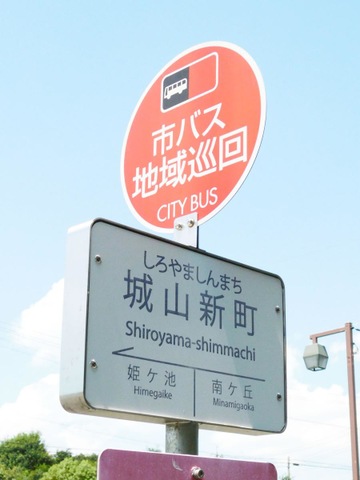 市バス
地域巡回
CITY BUS
しろやましんまち
城山新町
Shiroyama-shimmachi
姫ケ池 南ケ丘
Himegaike Minamigaoka